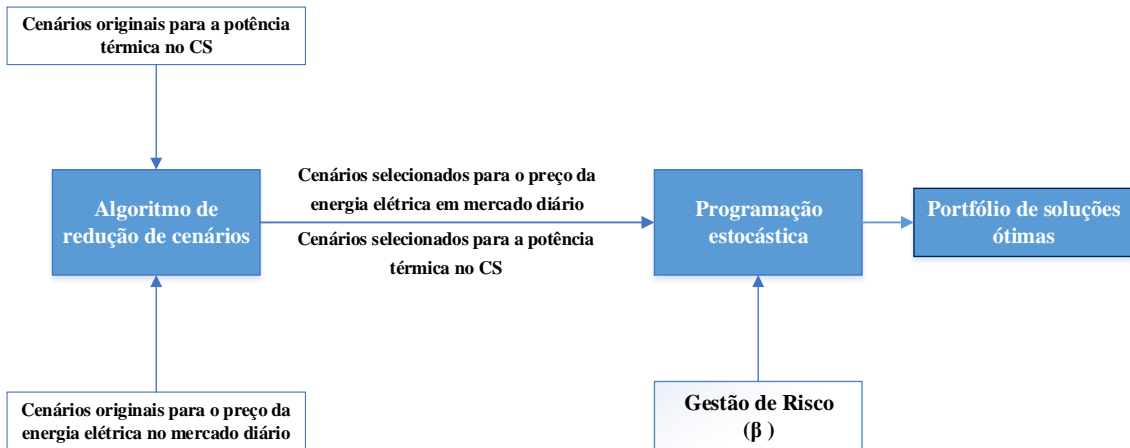 Cenários originais para a potência
térmica no CS
Algoritmo de
redução de cenários
Cenários selecionados para o preço da
energia elétrica em mercado diário
Cenários selecionados para a potência
térmica no CS
Programação
estocástica
Portfólio de soluções
ótimas
Cenários originais para o preço da
energia elétrica no mercado diário
Gestão de Risco
(β )